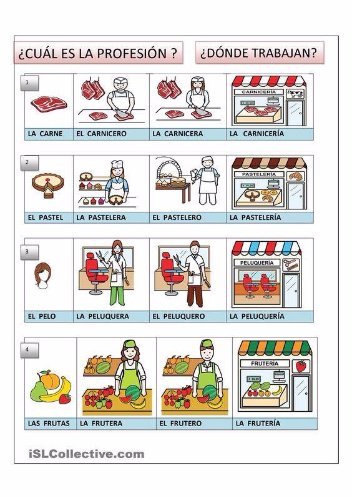 ¿CUÁL ES LA PROFESIÓN ?
¿DÓNDE TRABAJAN?
1
CARNICERÍA
LA CARNE
EL CARNICERO
LA CARNICERA
LA CARNICERÍA
2
PASTELERÍA
EL PASTEL
LA PASTELERA
EL PASTELERO
LA PASTELERÍA
3
PELUQUERÍA
EL PELO
LA PELUQUERA
EL PELUQUERO
LA PELUQUERÍA
4
FRUTERIA
LAS FRUTAS
LA FRUTERA
EL FRUTERO
LA FRUTERÍA
iSLCollective.com